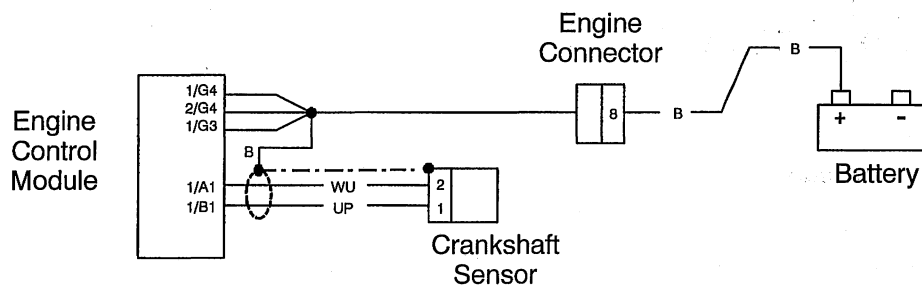 Engine
Connector
B
1/G4
2/G4
1/G3
8
B
+
-
Engine
Control
Module
B
Battery
1/A1
WU
2
1/B1
UP
1
Crankshaft
Sensor